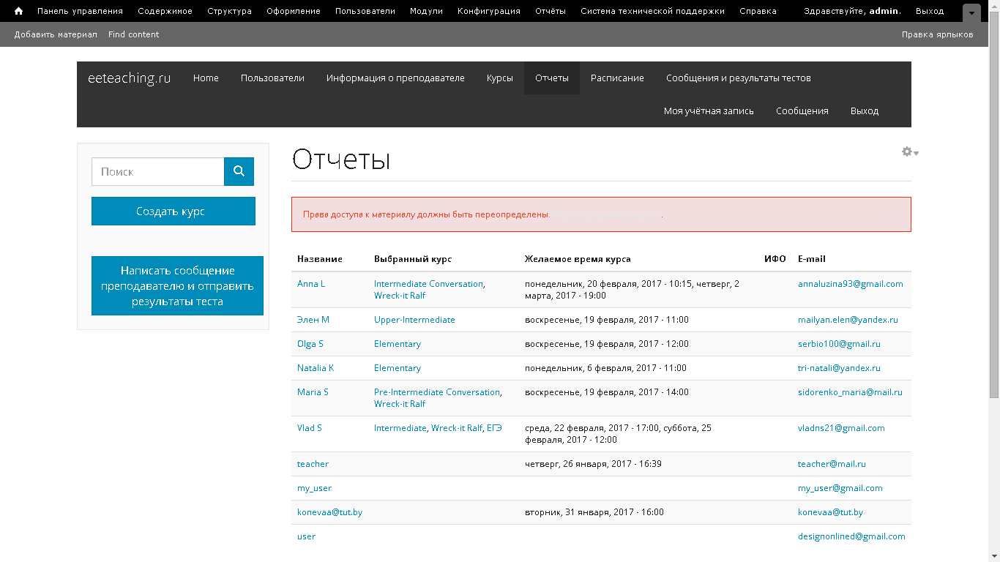 Панель управления Содержимое Структура Оформление Пользователи Модули Конфигурация Отчёты Система технической поддержки Справка Здравствуйте, admin. Выход
Добавить материал Find content Правка ярлыков
eeteaching.ru Home Пользователи Информация о преподавателе Курсы Отчеты Расписание Сообщения и результаты тестов
Моя учётная запись Сообщения Выход
Поиск
Создать курс
Написать сообщение
преподавателю и отправить
результаты теста
Отчеты
Права доступа к материалу должны быть переопределены. .
Название Выбранный курс Желаемое время курса ИФО E-mail
Anna L Intermediate Conversation, понедельник, 20 февраля, 2017 - 10:15, четверг, 2 annaluzina93@gmail.com
Wreck-it Ralf марта, 2017 - 19:00
Элен М Upper-Intermediate воскресенье, 19 февраля, 2017 - 11:00 mailyan.elen@yandex.ru
Olga S Elementary воскресенье, 19 февраля, 2017 - 12:00 serbio100@gmail.ru
Natalia K Elementary понедельник, 6 февраля, 2017 - 11:00 tri-natali@yandex.ru
Maria S Pre-Intermediate Conversation, воскресенье, 19 февраля, 2017 - 14:00 sidorenko_maria@mail.ru
Wreck-it Ralf
Vlad S Intermediate, Wreck-it Ralf, ЕГЭ среда, 22 февраля, 2017 - 17:00, суббота, 25 vladns21@gmail.com
февраля, 2017 - 12:00
teacher четверг, 26 января, 2017 - 16:39 teacher@mail.ru
my_user my_user@gmail.com
konevaa@tut.by вторник, 31 января, 2017 - 16:00 konevaa@tut.by
user designonlined@gmail.com